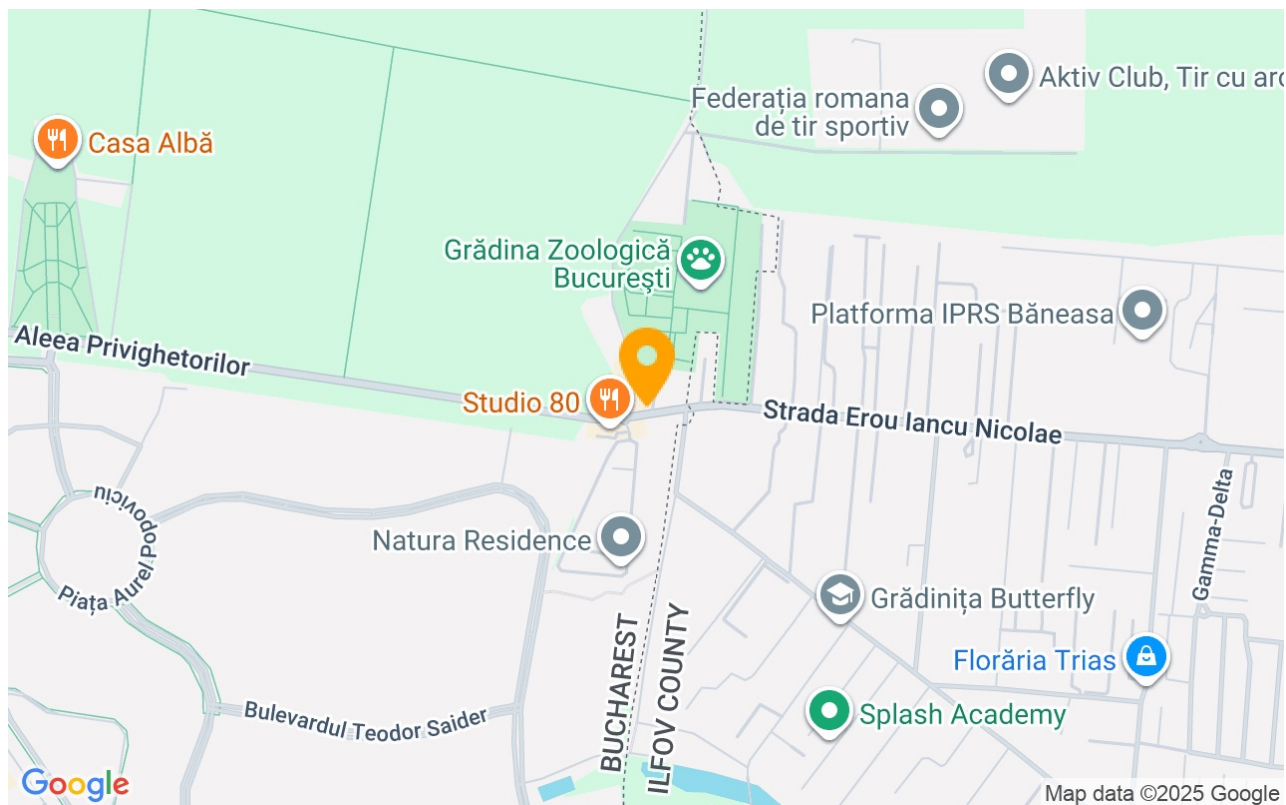 Aktiv Club, Tir cu arc
Federația romana
de tir sportiv
Casa Albă
Grădina Zoologică
București
Platforma IPRS Băneasa
Aleea Privighetorilor
Studio 80
Strada Erou Iancu Nicolae
Gamma-Delta
Piața Aurel Popoviciu
Natura Residence
Grădinița Butterfly
BUCHAREST
ILFOV COUNTY
Florăria Trias
Bulevardul Teodor Saider
Splash Academy
Google
Map data ©2025 Google